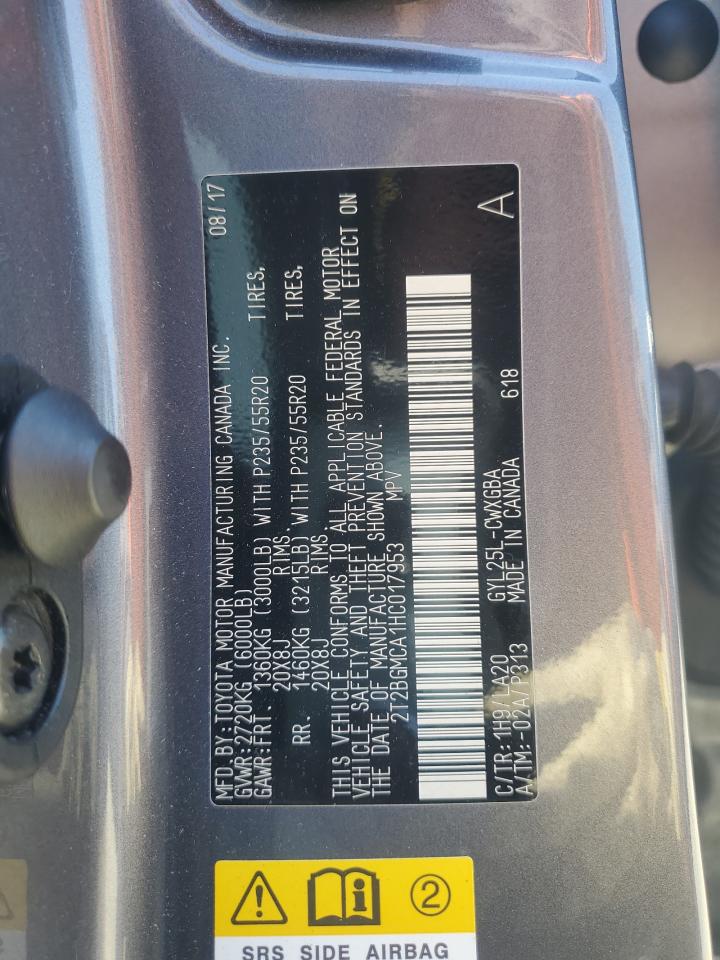 MFD.BY:TOYOTA MOTOR MANUFACTURING CANADA INC. 08/17
GVWR:2720KG (6000LB)
GAWR:FRT. 1360KG (3000LB) WITH P235/55R20 TIRES,
20X8J RIMS.
RR. 1460KG (3215LB) WITH P235/55R20 TIRES,
20X8J RIMS.
THIS VEHICLE CONFORMS TO ALL APPLICABLE FEDERAL MOTOR
VEHICLE SAFETY AND THEFT PREVENTION STANDARDS IN EFFECT ON
THE DATE OF MANUFACTURE SHOWN ABOVE.
2T2BGMCA1HC017953 MPV
C/TR:1H9/LA20 GYL25L-CWXGBA
A/TM:-02A/P313 MADE IN CANADA 618 A
2
SRS SIDE AIRBAG